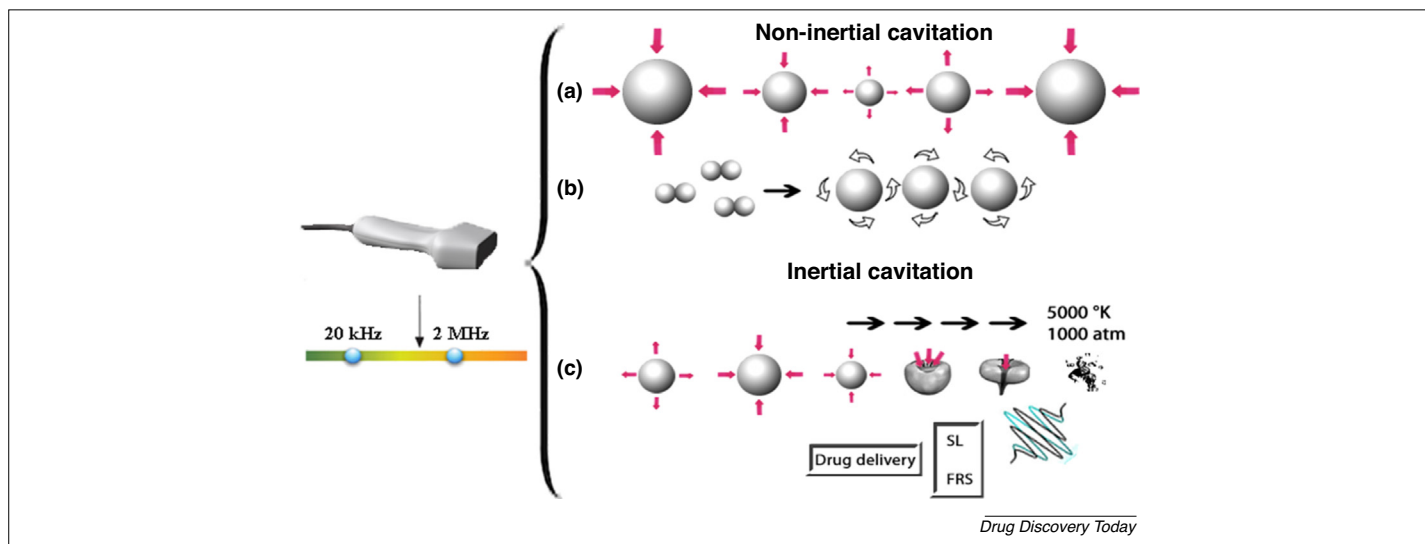 Non-inertial cavitation
(a)
(b)
20 kHz 2 MHz
Inertial cavitation
5000 °K
1000 atm
(c)
Drug delivery
SL
FRS
Drug Discovery Today